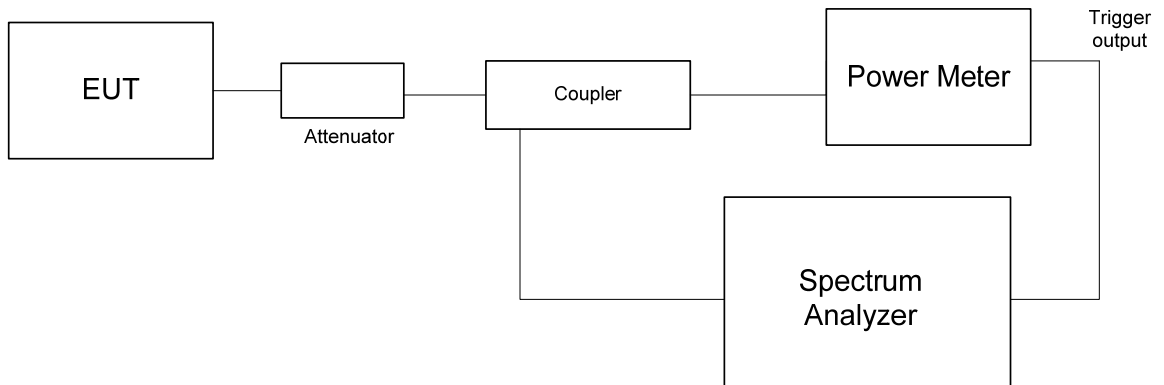 EUT
Attenuator
Coupler
Power Meter
Trigger
output
Spectrum
Analyzer